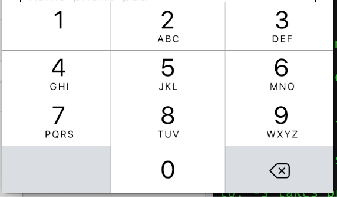 1 2 3
ABC DEF
4 5 6
GHI JKL MNO
7 8 9
PQRS TUV WXYZ
0